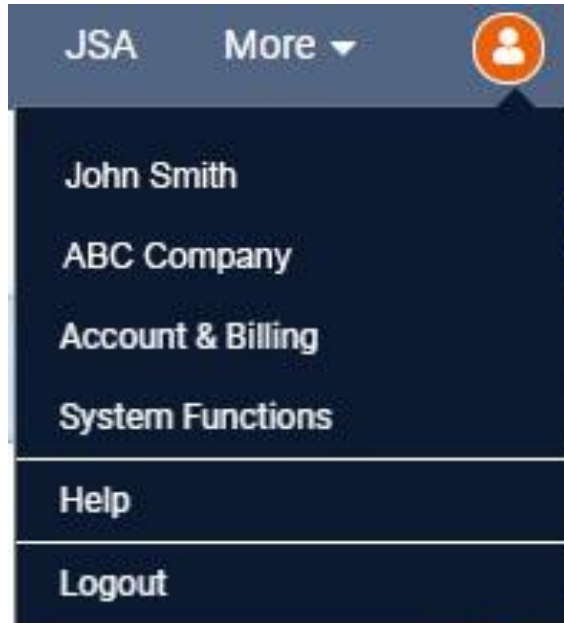 JSA More
John Smith
ABC Company
Account & Billing
System Functions
Help
Logout